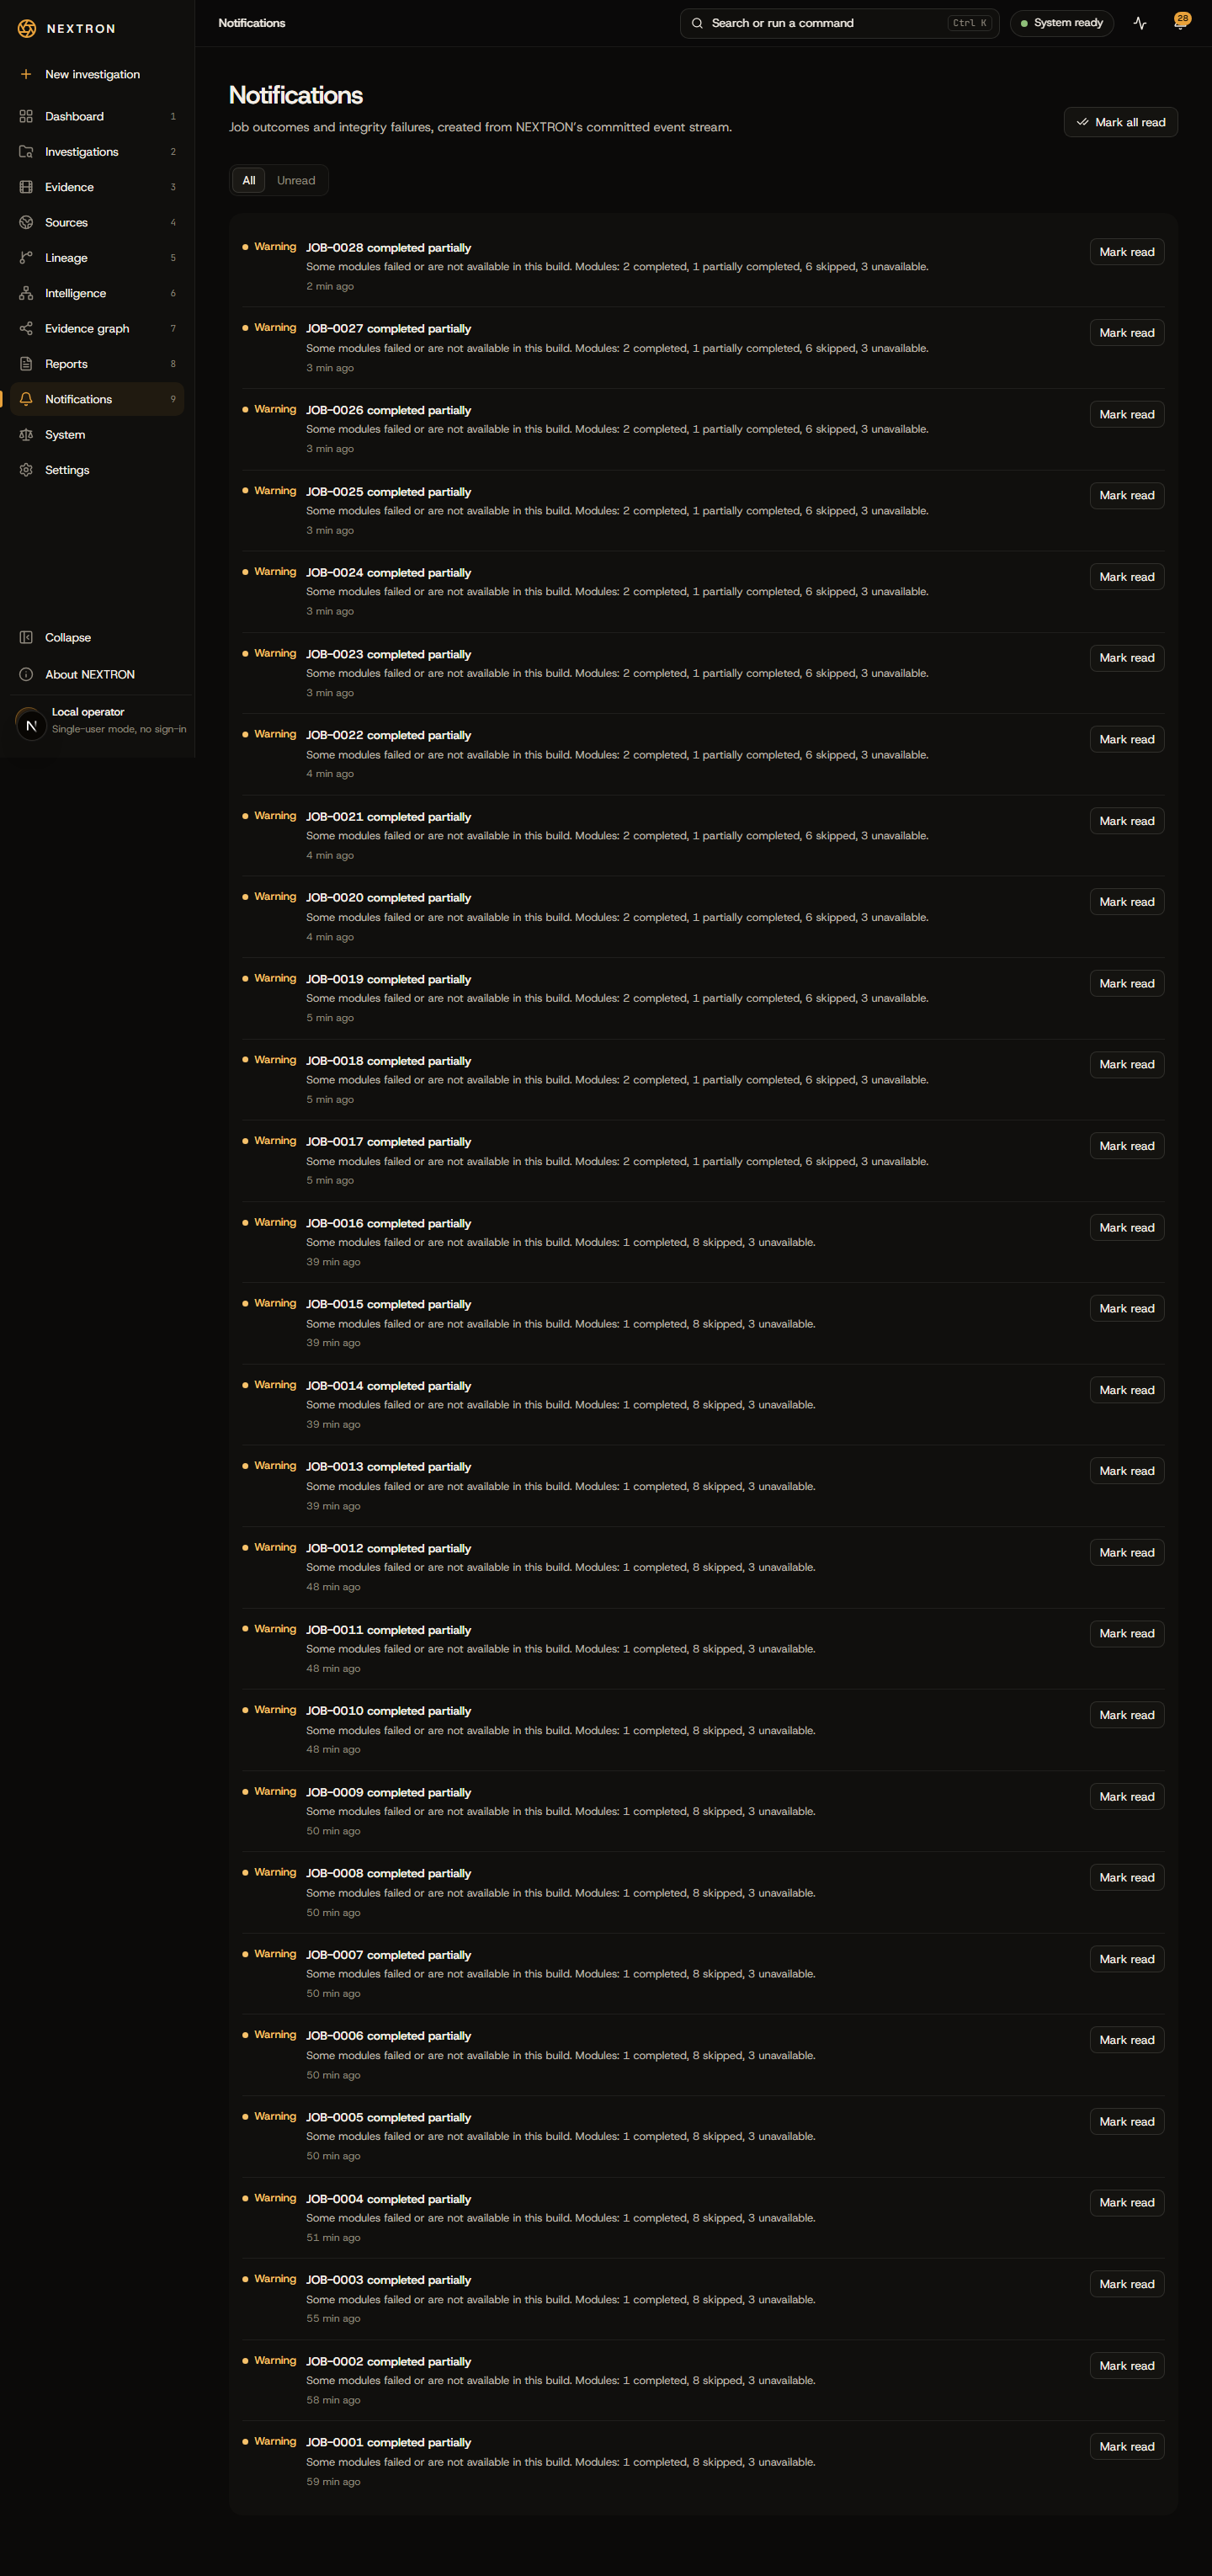 NEXTRON
Notifications
Search or run a command
Ctrl K
System ready
28
New investigation
Dashboard 1
Investigations 2
Evidence 3
Sources 4
Lineage 5
Intelligence 6
Evidence graph 7
Reports 8
Notifications 9
System
Settings
Collapse
About NEXTRON
N
Local operator
Single-user mode, no sign-in
Notifications
Job outcomes and integrity failures, created from NEXTRON's committed event stream.
Mark all read
All Unread
Warning JOB-0028 completed partially Mark read
Some modules failed or are not available in this build. Modules: 2 completed, 1 partially completed, 6 skipped, 3 unavailable.
2 min ago
Warning JOB-0027 completed partially Mark read
Some modules failed or are not available in this build. Modules: 2 completed, 1 partially completed, 6 skipped, 3 unavailable.
3 min ago
Warning JOB-0026 completed partially Mark read
Some modules failed or are not available in this build. Modules: 2 completed, 1 partially completed, 6 skipped, 3 unavailable.
3 min ago
Warning JOB-0025 completed partially Mark read
Some modules failed or are not available in this build. Modules: 2 completed, 1 partially completed, 6 skipped, 3 unavailable.
3 min ago
Warning JOB-0024 completed partially Mark read
Some modules failed or are not available in this build. Modules: 2 completed, 1 partially completed, 6 skipped, 3 unavailable.
3 min ago
Warning JOB-0023 completed partially Mark read
Some modules failed or are not available in this build. Modules: 2 completed, 1 partially completed, 6 skipped, 3 unavailable.
3 min ago
Warning JOB-0022 completed partially Mark read
Some modules failed or are not available in this build. Modules: 2 completed, 1 partially completed, 6 skipped, 3 unavailable.
4 min ago
Warning JOB-0021 completed partially Mark read
Some modules failed or are not available in this build. Modules: 2 completed, 1 partially completed, 6 skipped, 3 unavailable.
4 min ago
Warning JOB-0020 completed partially Mark read
Some modules failed or are not available in this build. Modules: 2 completed, 1 partially completed, 6 skipped, 3 unavailable.
4 min ago
Warning JOB-0019 completed partially Mark read
Some modules failed or are not available in this build. Modules: 2 completed, 1 partially completed, 6 skipped, 3 unavailable.
5 min ago
Warning JOB-0018 completed partially Mark read
Some modules failed or are not available in this build. Modules: 2 completed, 1 partially completed, 6 skipped, 3 unavailable.
5 min ago
Warning JOB-0017 completed partially Mark read
Some modules failed or are not available in this build. Modules: 2 completed, 1 partially completed, 6 skipped, 3 unavailable.
5 min ago
Warning JOB-0016 completed partially Mark read
Some modules failed or are not available in this build. Modules: 1 completed, 8 skipped, 3 unavailable.
39 min ago
Warning JOB-0015 completed partially Mark read
Some modules failed or are not available in this build. Modules: 1 completed, 8 skipped, 3 unavailable.
39 min ago
Warning JOB-0014 completed partially Mark read
Some modules failed or are not available in this build. Modules: 1 completed, 8 skipped, 3 unavailable.
39 min ago
Warning JOB-0013 completed partially Mark read
Some modules failed or are not available in this build. Modules: 1 completed, 8 skipped, 3 unavailable.
39 min ago
Warning JOB-0012 completed partially Mark read
Some modules failed or are not available in this build. Modules: 1 completed, 8 skipped, 3 unavailable.
48 min ago
Warning JOB-0011 completed partially Mark read
Some modules failed or are not available in this build. Modules: 1 completed, 8 skipped, 3 unavailable.
48 min ago
Warning JOB-0010 completed partially Mark read
Some modules failed or are not available in this build. Modules: 1 completed, 8 skipped, 3 unavailable.
48 min ago
Warning JOB-0009 completed partially Mark read
Some modules failed or are not available in this build. Modules: 1 completed, 8 skipped, 3 unavailable.
50 min ago
Warning JOB-0008 completed partially Mark read
Some modules failed or are not available in this build. Modules: 1 completed, 8 skipped, 3 unavailable.
50 min ago
Warning JOB-0007 completed partially Mark read
Some modules failed or are not available in this build. Modules: 1 completed, 8 skipped, 3 unavailable.
50 min ago
Warning JOB-0006 completed partially Mark read
Some modules failed or are not available in this build. Modules: 1 completed, 8 skipped, 3 unavailable.
50 min ago
Warning JOB-0005 completed partially Mark read
Some modules failed or are not available in this build. Modules: 1 completed, 8 skipped, 3 unavailable.
50 min ago
Warning JOB-0004 completed partially Mark read
Some modules failed or are not available in this build. Modules: 1 completed, 8 skipped, 3 unavailable.
51 min ago
Warning JOB-0003 completed partially Mark read
Some modules failed or are not available in this build. Modules: 1 completed, 8 skipped, 3 unavailable.
55 min ago
Warning JOB-0002 completed partially Mark read
Some modules failed or are not available in this build. Modules: 1 completed, 8 skipped, 3 unavailable.
58 min ago
Warning JOB-0001 completed partially Mark read
Some modules failed or are not available in this build. Modules: 1 completed, 8 skipped, 3 unavailable.
59 min ago